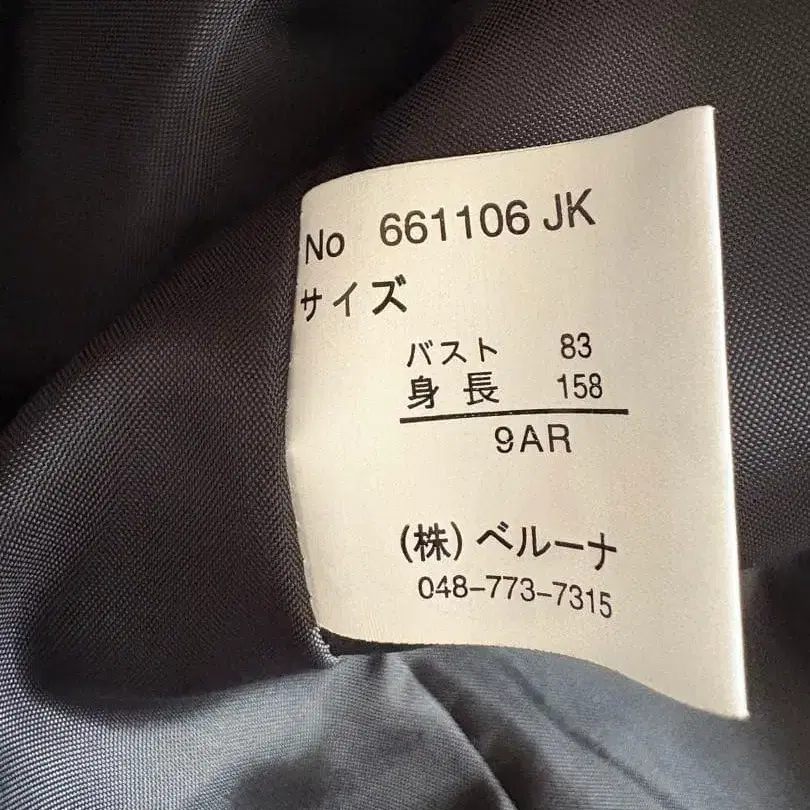 No 661106 JK
サイズ
バスト 83
身長 158
9AR
(株)ベルーナ
048-773-7315